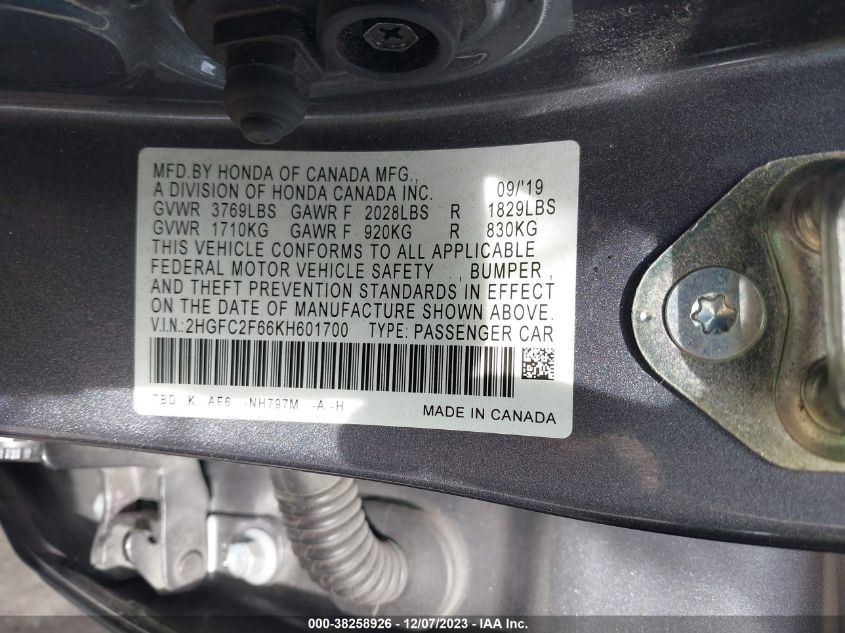 MFD.BY HONDA OF CANADA MFG.,
A DIVISION OF HONDA CANADA INC. 09/'19
GVWR 3769LBS GAWR F 2028LBS R 1829LBS
GVWR 1710KG GAWR F 920KG R 830KG
THIS VEHICLE CONFORMS TO ALL APPLICABLE
FEDERAL MOTOR VEHICLE SAFETY , , BUMPER ,
AND THEFT PREVENTION STANDARDS IN EFFECT
ON THE DATE OF MANUFACTURE SHOWN ABOVE.
V.I.N.:2HGFC2F66KH601700 TYPE: PASSENGER CAR
K AF6 -NH797M -A -H
MADE IN CANADA
000-38258926 - 12/07/2023 - IAA Inc.